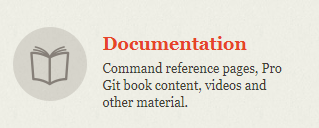 Documentation
Command reference pages, Pro
Git book content, videos and
other material.